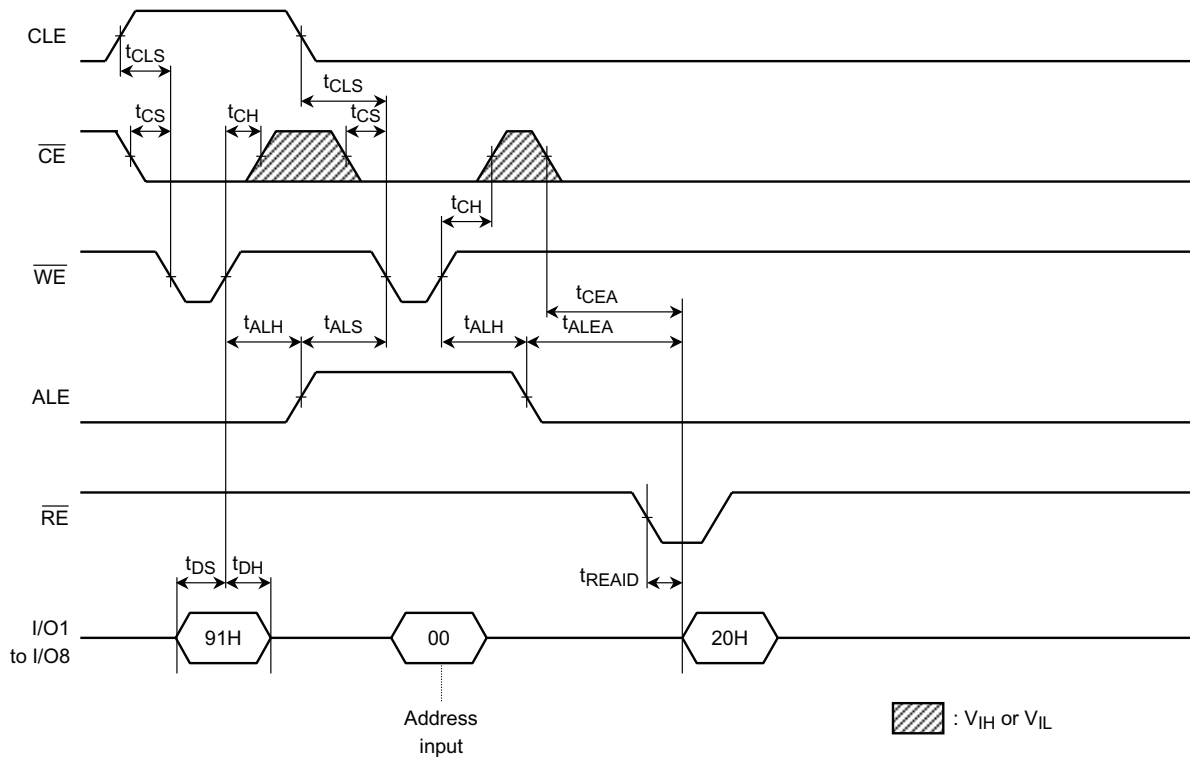 CLE
tCLS
tCLS
tCS
tCH
tCS
CE
tCH
WE
tCEA
tALH
tALS
tALH
tALEA
ALE
RE
tDS
tDH
tREAID
I/O1
to I/O8
91H
00
20H
Address
input
: VIH or VIL